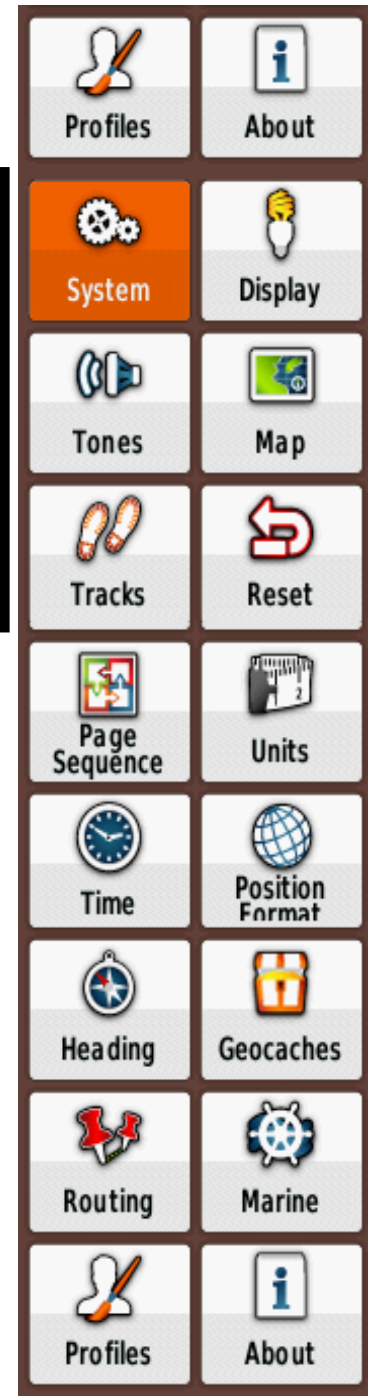 Profiles About
System Display
Tones Map
Tracks Reset
Page
Sequence Units
Time Position
Format
Heading Geocaches
Routing Marine
Profiles About